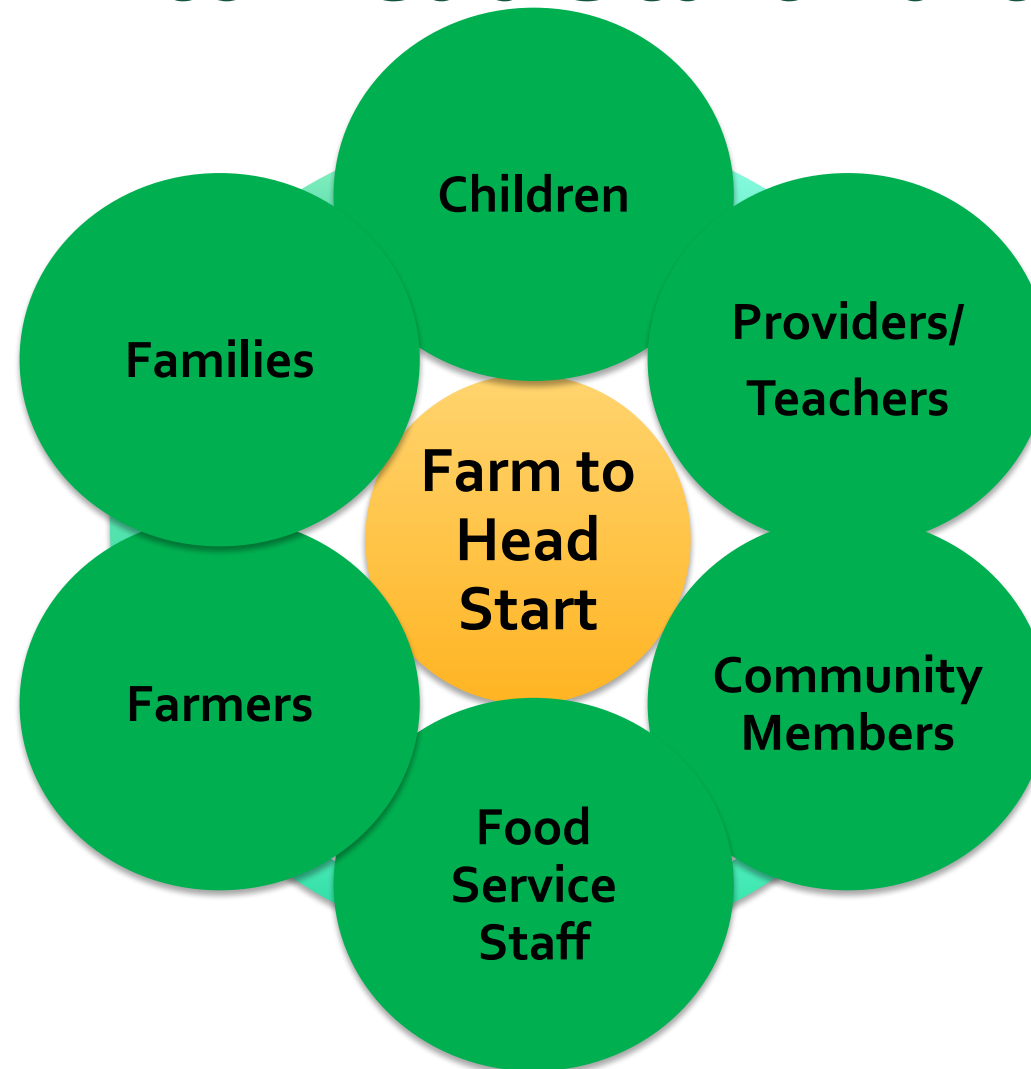 Children
Providers/
Teachers
Families
Farm to
Head
Start
Community
Members
Farmers
Food
Service
Staff